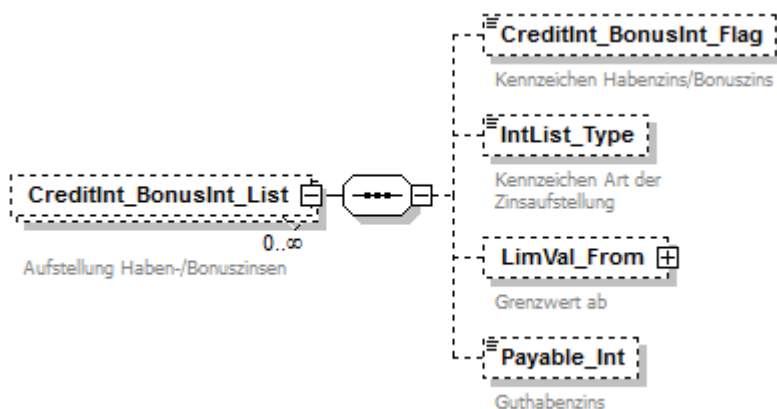 CreditInt_BonusInt_Flag
Kennzeichen Habenzins/Bonuszins
IntList_Type
Kennzeichen Art der
Zinsaufstellung
CreditInt_BonusInt_List
0..∞
Aufstellung Haben-/Bonuszinsen
LimVal_From
Grenzwert ab
Payable_Int
Guthabenzins